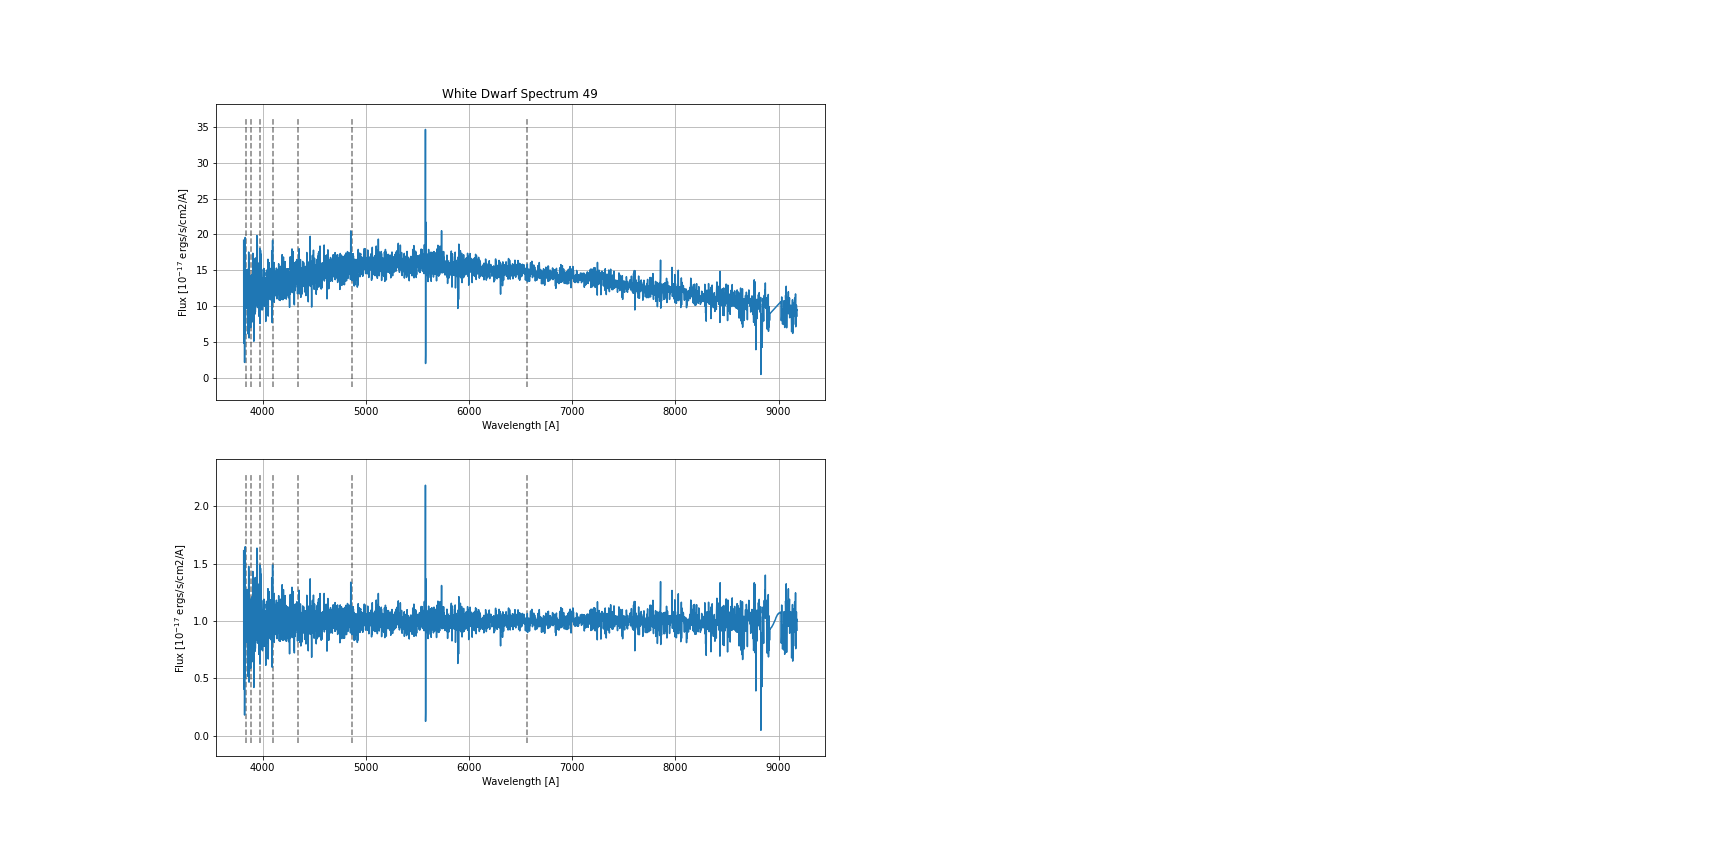 White Dwarf Spectrum 49
35
30
25
20
15
10
5
0
Flux [10⁻¹⁷ ergs/s/cm2/A]
4000 5000 6000 7000 8000 9000
Wavelength [A]
2.0
1.5
1.0
0.5
0.0
Flux [10⁻¹⁷ ergs/s/cm2/A]
4000 5000 6000 7000 8000 9000
Wavelength [A]